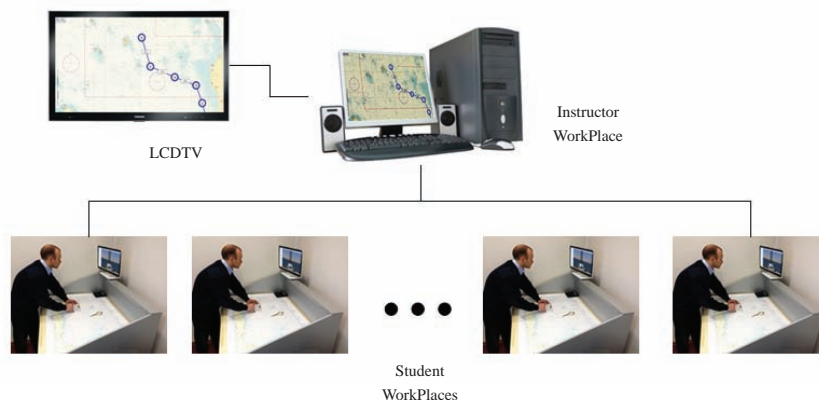 LCDTV
Instructor
WorkPlace
Student
WorkPlaces